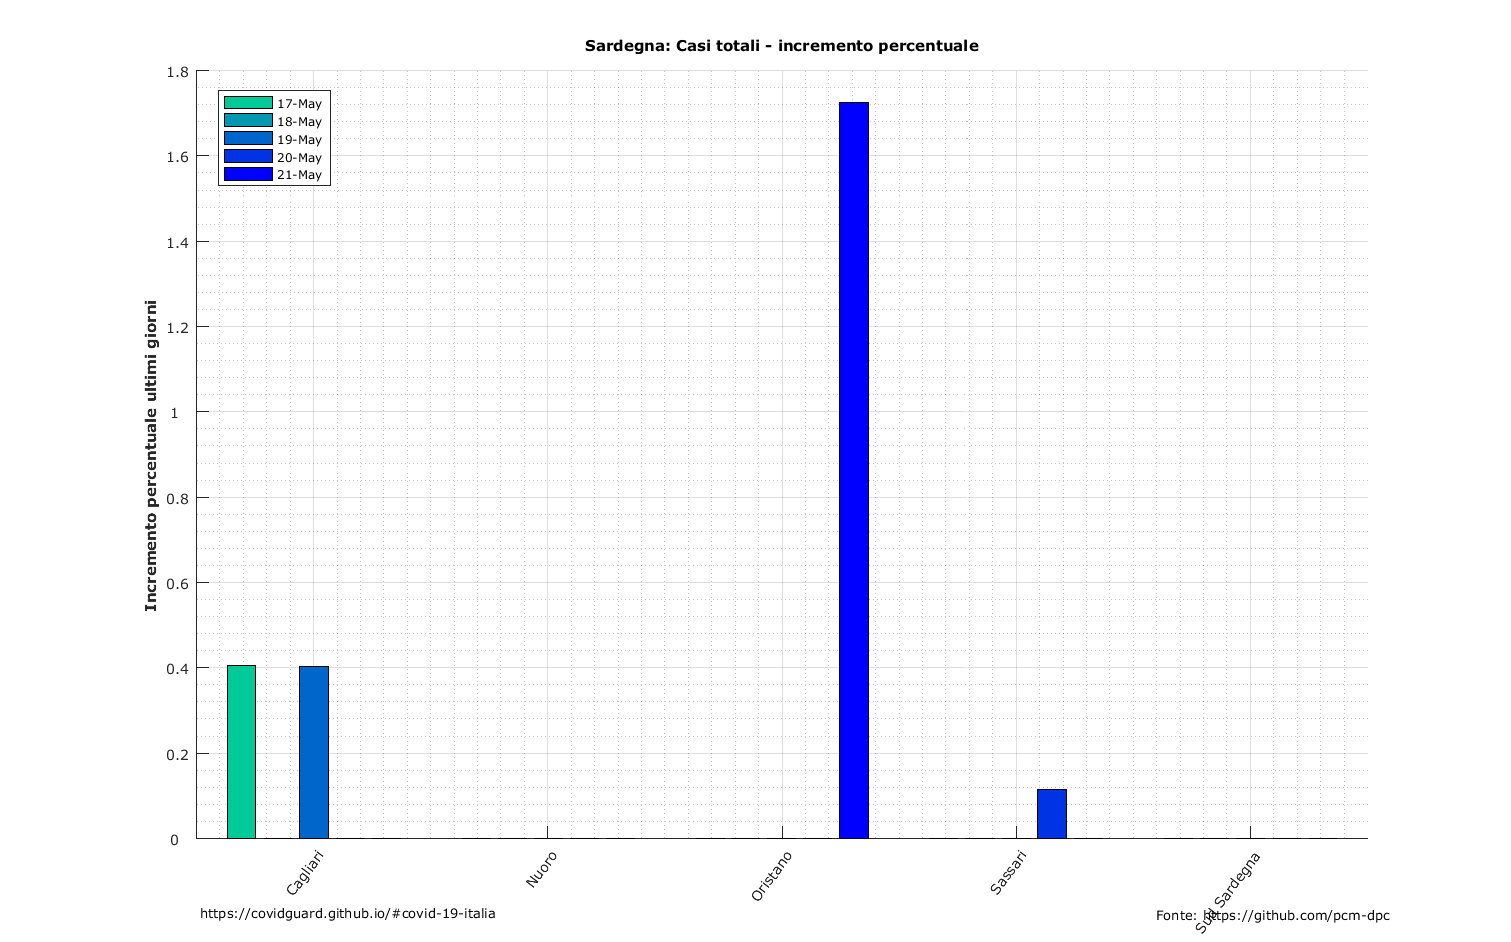 Sardegna: Casi totali - incremento percentuale
1.8
1.6
1.4
1.2
1
0.8
0.6
0.4
0.2
0
Incremento percentuale ultimi giorni
17-May
18-May
19-May
20-May
21-May
Cagliari
Nuoro
Oristano
Sassari
Sud Sardegna
https://covidguard.github.io/#covid-19-italia
Fonte: https://github.com/pcm-dpc